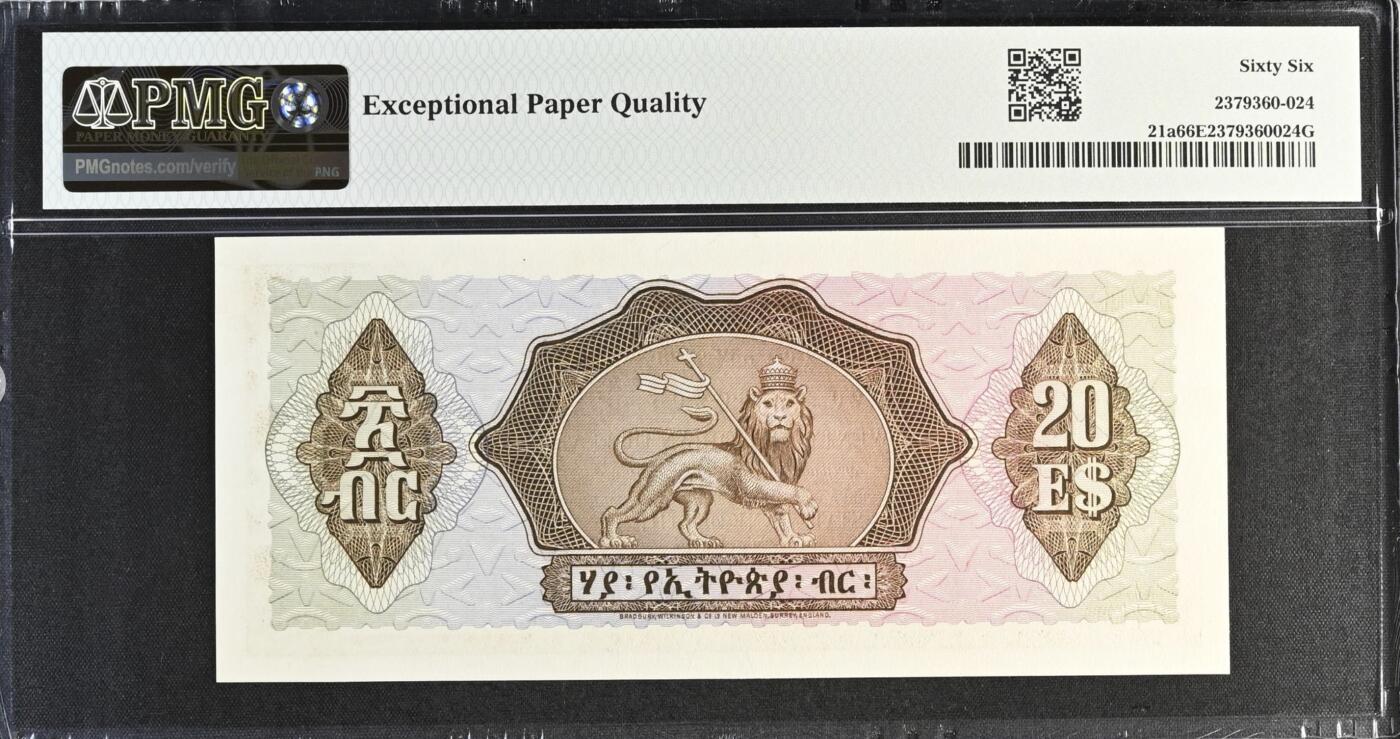 PMG
PAPER MONEY GUARANTY
PMGnotes.com/verify
PNG
Exceptional Paper Quality
Sixty Six
2379360-024
21a66E2379360024G
፳
ብር
20
E$
ሃያ፡የኢትዮጵያ፡ብር፡
BRADBURY, WILKINSON & Cº Lᴰ NEW MALDEN, SURREY, ENGLAND.